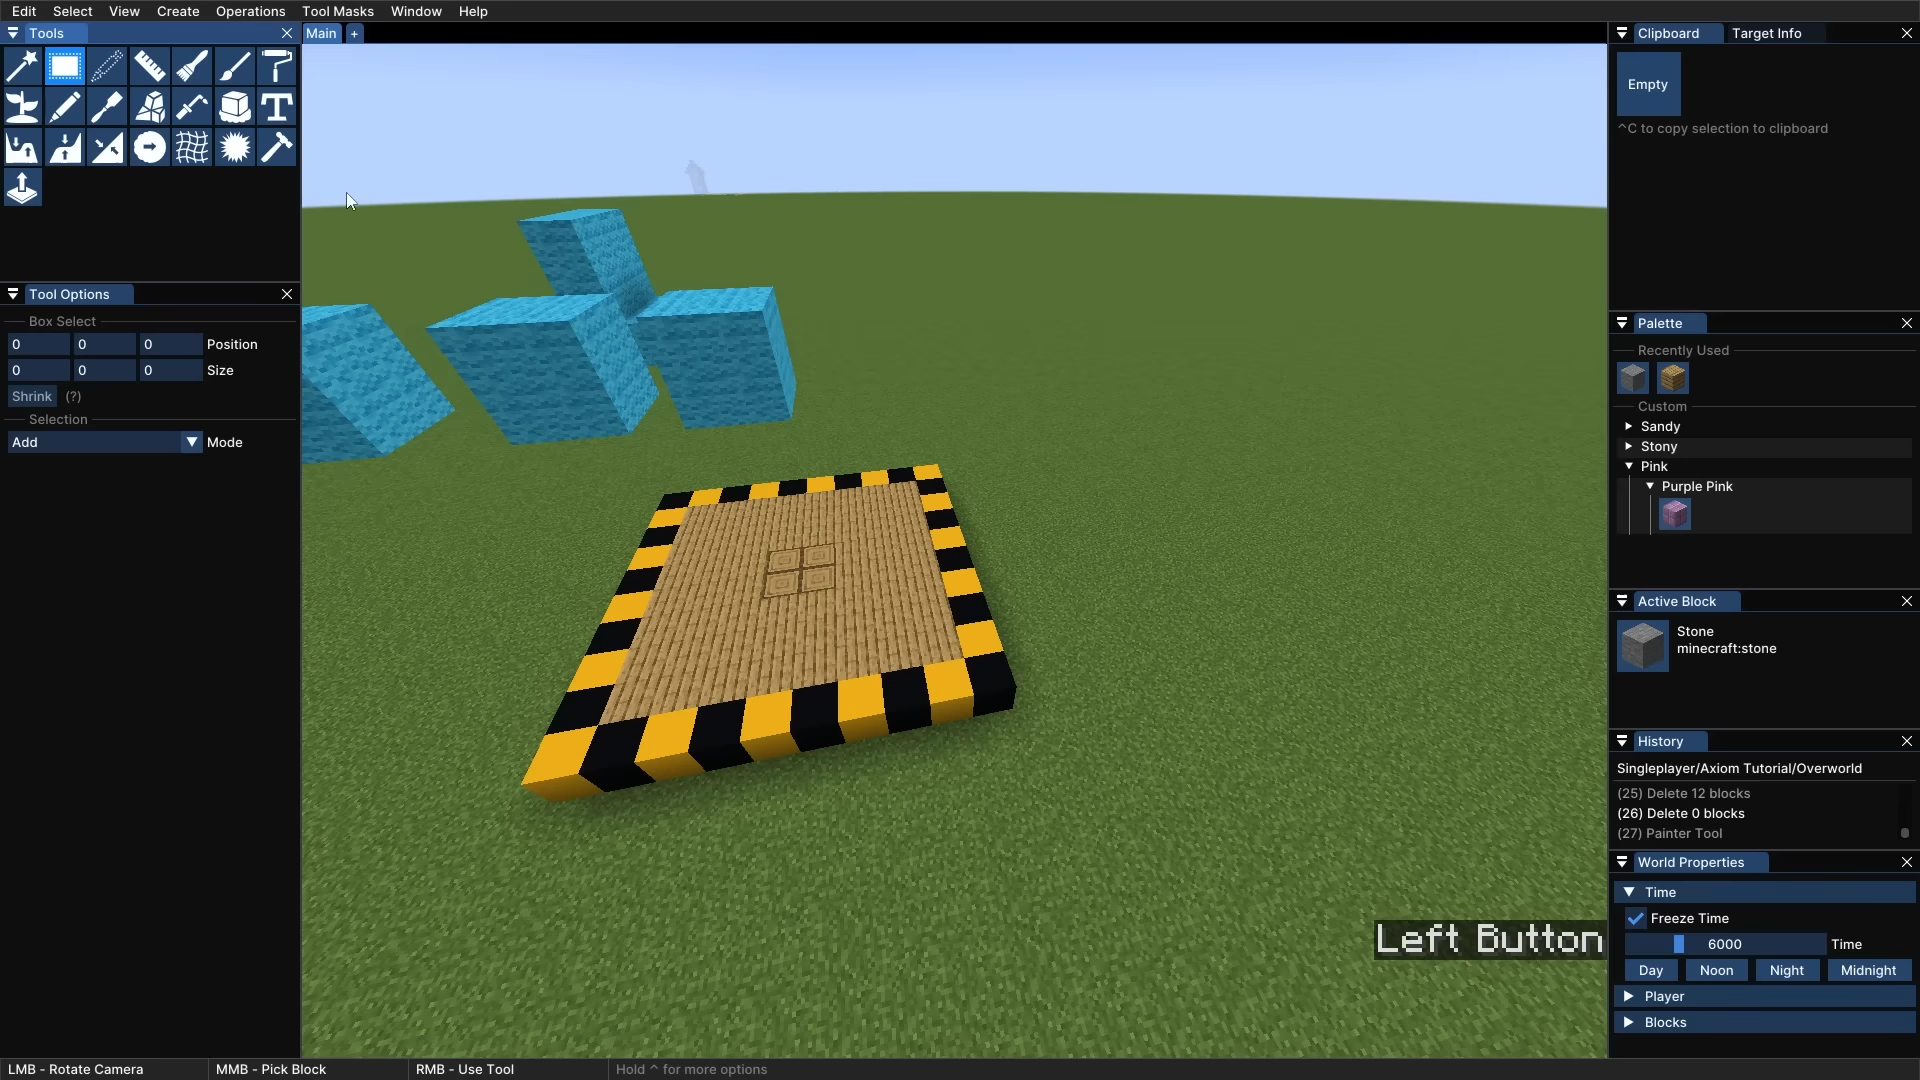 Edit Select View Create Operations Tool Masks Window Help
Tools
Main +
Clipboard Target Info
Empty
^C to copy selection to clipboard
Tool Options
Box Select
0 0 0 Position
0 0 0 Size
Shrink (?)
Selection
Add Mode
Palette
Recently Used
Custom
Sandy
Stony
Pink
Purple Pink
Active Block
Stone
minecraft:stone
History
Singleplayer/Axiom Tutorial/Overworld
(25) Delete 12 blocks
(26) Delete 0 blocks
(27) Painter Tool
World Properties
Time
Freeze Time
6000 Time
Day Noon Night Midnight
Player
Blocks
Left Button
LMB - Rotate Camera MMB - Pick Block RMB - Use Tool Hold ^ for more options